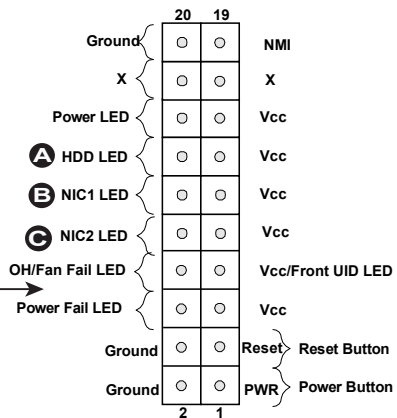 20 19
Ground NMI
X X
Power LED Vcc
A HDD LED Vcc
B NIC1 LED Vcc
C NIC2 LED Vcc
OH/Fan Fail LED Vcc/Front UID LED
Power Fail LED Vcc
Ground Reset Reset Button
Ground PWR Power Button
2 1